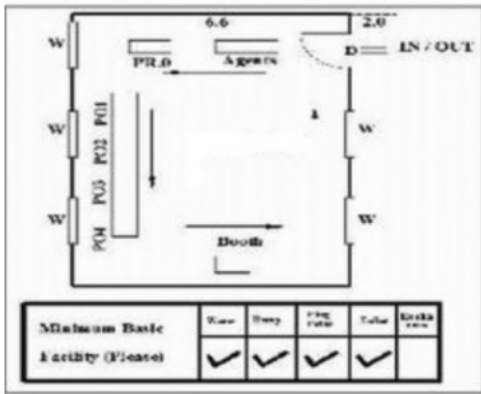 6.6
2.0
W
D
IN / OUT
PR.0
Agents
W
PO1
PO2
PO3
PO4
W
W
W
Booth
Minimum Basic
Facility (Please)